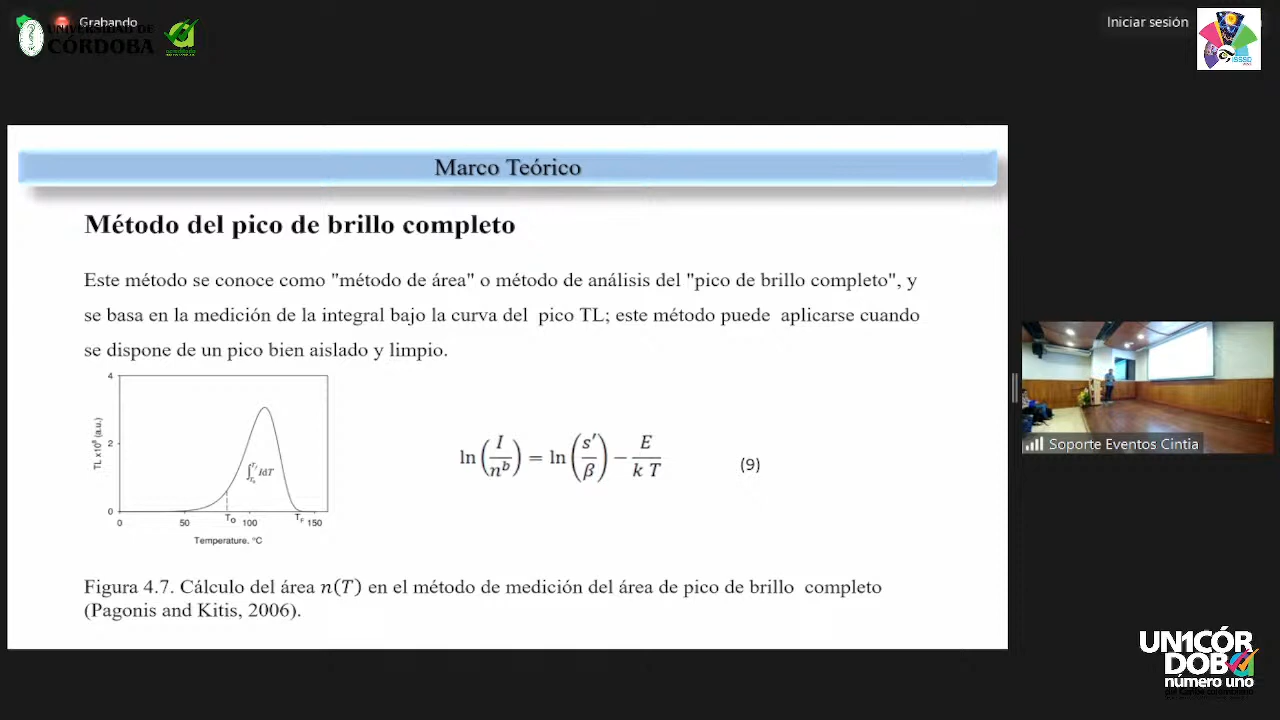 Grabando
UNIVERSIDAD DE
CÓRDOBA
Iniciar sesión
Marco Teórico
Método del pico de brillo completo
Este método se conoce como "método de área" o método de análisis del "pico de brillo completo", y
se basa en la medición de la integral bajo la curva del pico TL; este método puede aplicarse cuando
se dispone de un pico bien aislado y limpio.
4
2
0
TL x10⁶ (a.u.)
∫ IdT
0 50 T₀ 100 T_F 150
Temperature. °C
ln(I/n^b) = ln(s′/β) − E/(k T) (9)
Figura 4.7. Cálculo del área n(T) en el método de medición del área de pico de brillo completo
(Pagonis and Kitis, 2006).
Soporte Eventos Cintia
UN1CÓR
DOBA
número uno
del Caribe colombiano